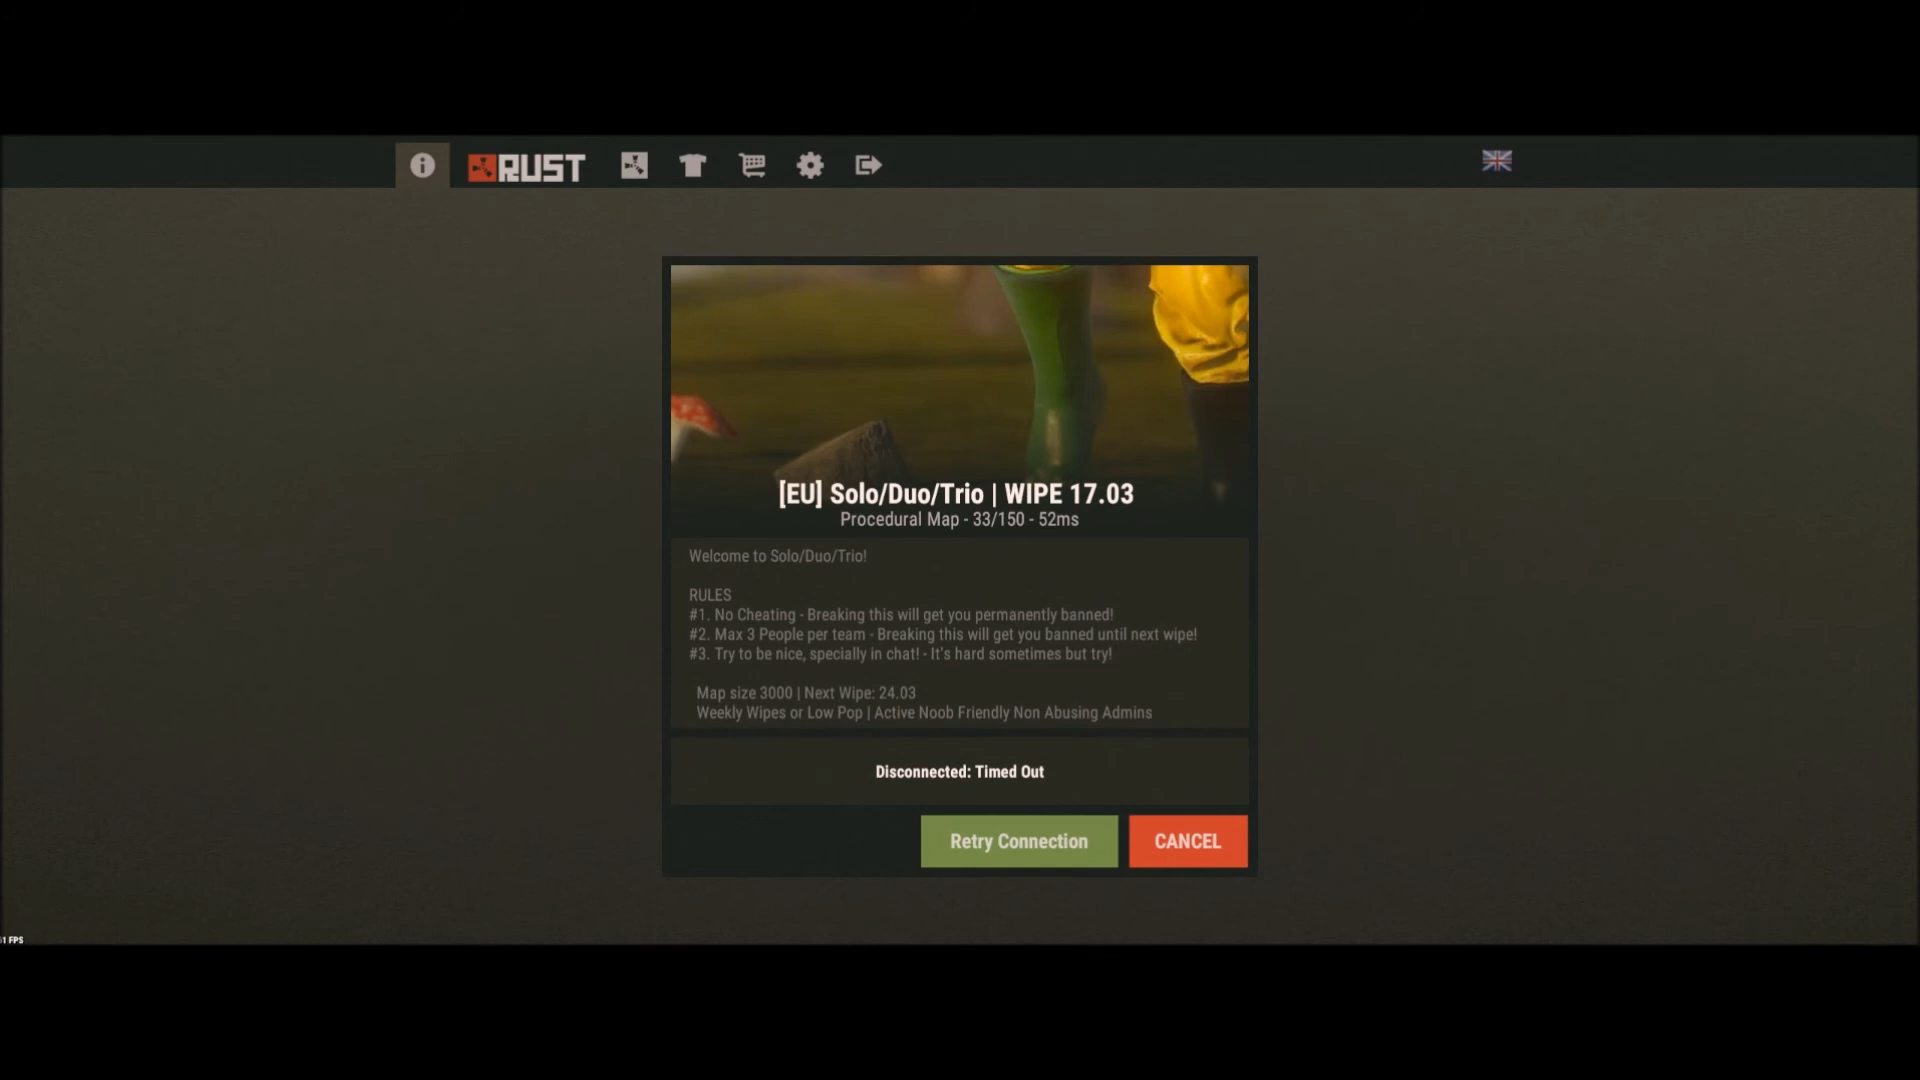 RUST
[EU] Solo/Duo/Trio | WIPE 17.03
Procedural Map - 33/150 - 52ms
Welcome to Solo/Duo/Trio!
RULES
#1. No Cheating - Breaking this will get you permanently banned!
#2. Max 3 People per team - Breaking this will get you banned until next wipe!
#3. Try to be nice, specially in chat! - It's hard sometimes but try!
Map size 3000 | Next Wipe: 24.03
Weekly Wipes or Low Pop | Active Noob Friendly Non Abusing Admins
Disconnected: Timed Out
Retry Connection CANCEL
FPS